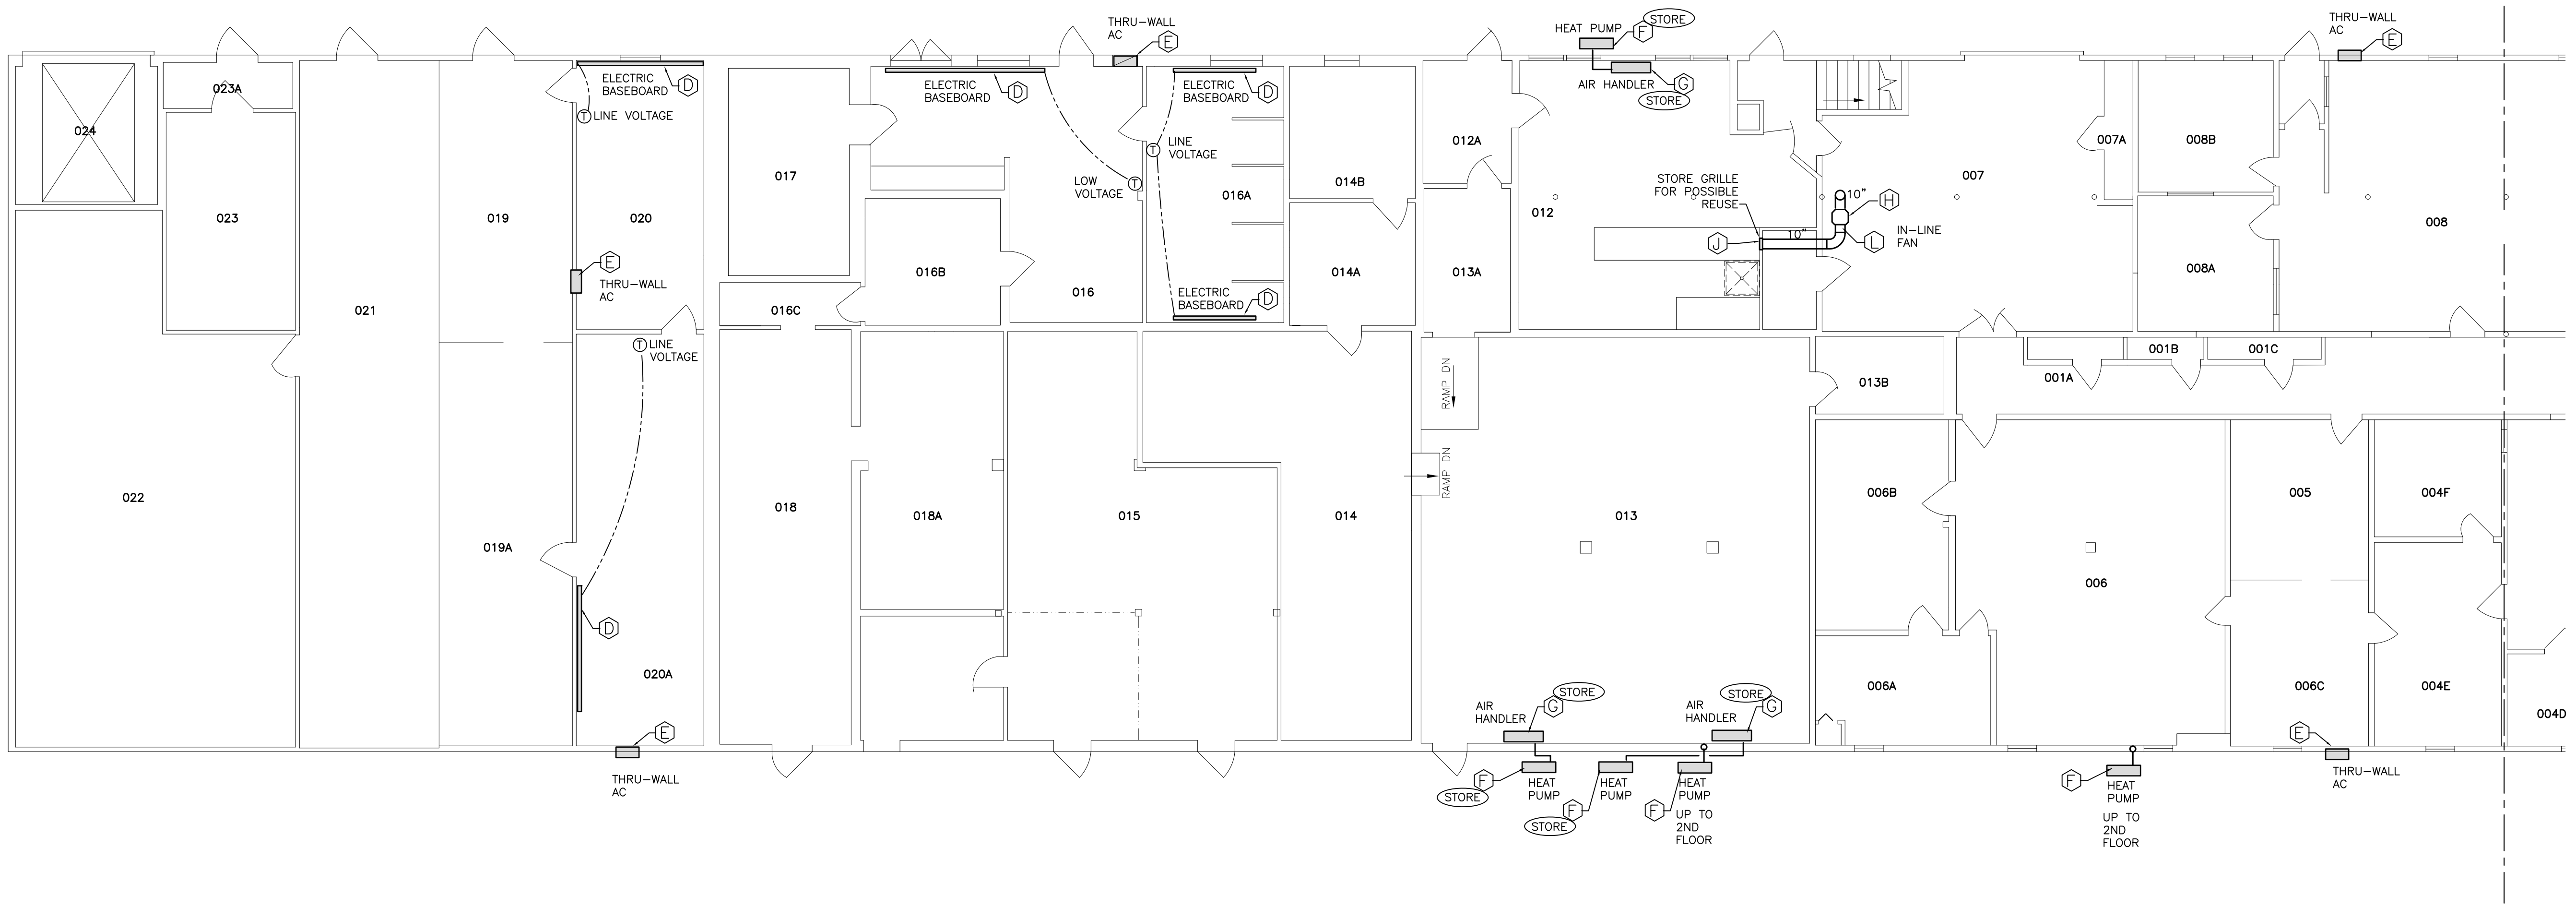 THRU-WALL
AC
E
HEAT PUMP
F
STORE
THRU-WALL
AC
E
ELECTRIC
BASEBOARD
D
T
LINE VOLTAGE
ELECTRIC
BASEBOARD
D
ELECTRIC
BASEBOARD
D
AIR HANDLER
G
STORE
023A
024
017
T
LINE
VOLTAGE
LOW
VOLTAGE
T
014B
012A
007A
008B
STORE GRILLE
FOR POSSIBLE
REUSE
007
10"
H
023
019
020
016A
012
008
J
10"
L
IN-LINE
FAN
E
THRU-WALL
AC
016B
014A
013A
008A
021
016C
016
ELECTRIC
BASEBOARD
D
T
LINE
VOLTAGE
001B
001C
001A
013B
RAMP DN
RAMP DN
022
018
018A
015
014
013
006B
005
004F
019A
006
D
020A
006A
006C
004E
004D
AIR
HANDLER
G
STORE
AIR
HANDLER
G
STORE
E
THRU-WALL
AC
F
STORE
HEAT
PUMP
F
STORE
HEAT
PUMP
F
HEAT
PUMP
UP TO
2ND
FLOOR
F
HEAT
PUMP
UP TO
2ND
FLOOR
E
THRU-WALL
AC